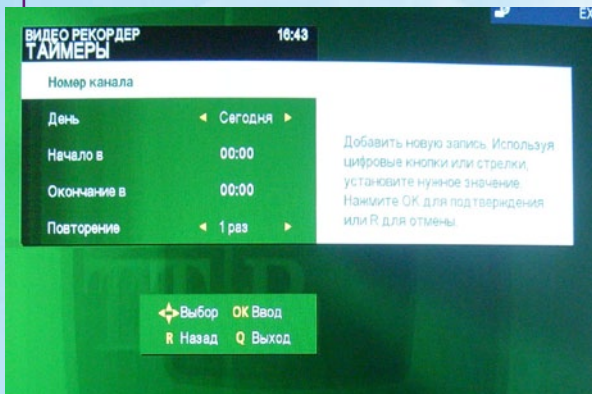 ВИДЕО РЕКОРДЕР 16:43
ТАЙМЕРЫ
Номер канала
День ◄ Сегодня ►
Начало в 00:00
Окончание в 00:00
Повторение ◄ 1 раз ►
Добавить новую запись. Используя
цифровые кнопки или стрелки,
установите нужное значение.
Нажмите ОК для подтверждения
или R для отмены.
Выбор OK Ввод
R Назад Q Выход